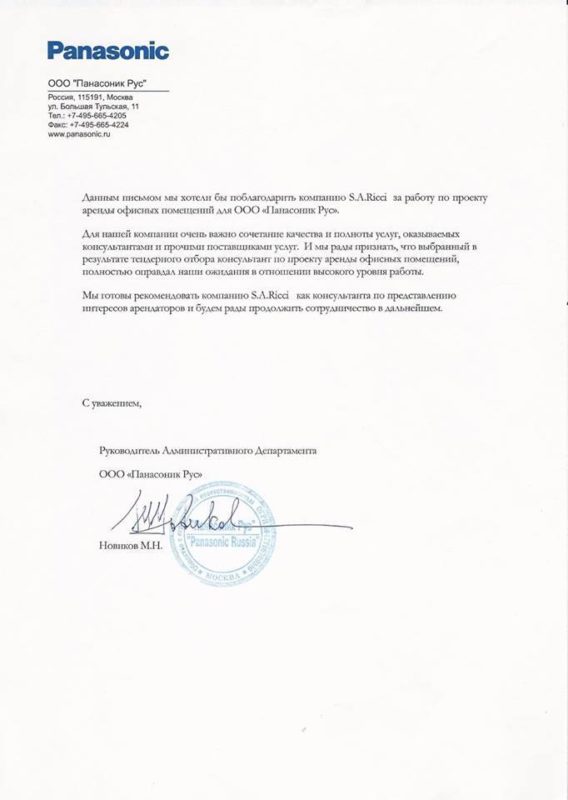 Panasonic
ООО "Панасоник Рус"
Россия, 115191, Москва
ул. Большая Тульская, 11
Тел.: +7-495-665-4205
Факс: +7-495-665-4224
www.panasonic.ru
Данным письмом мы хотели бы поблагодарить компанию S.A.Ricci за работу по проекту
аренды офисных помещений для ООО «Панасоник Рус».
Для нашей компании очень важно сочетание качества и полноты услуг, оказываемых
консультантами и прочими поставщиками услуг. И мы рады признать, что выбранный в
результате тендерного отбора консультант по проекту аренды офисных помещений,
полностью оправдал наши ожидания в отношении высокого уровня работы.
Мы готовы рекомендовать компанию S.A.Ricci как консультанта по представлению
интересов арендаторов и будем рады продолжить сотрудничество в дальнейшем.
С уважением,
Руководитель Административного Департамента
ООО «Панасоник Рус»
"Panasonic Russia"
МОСКВА
Новиков М.Н.